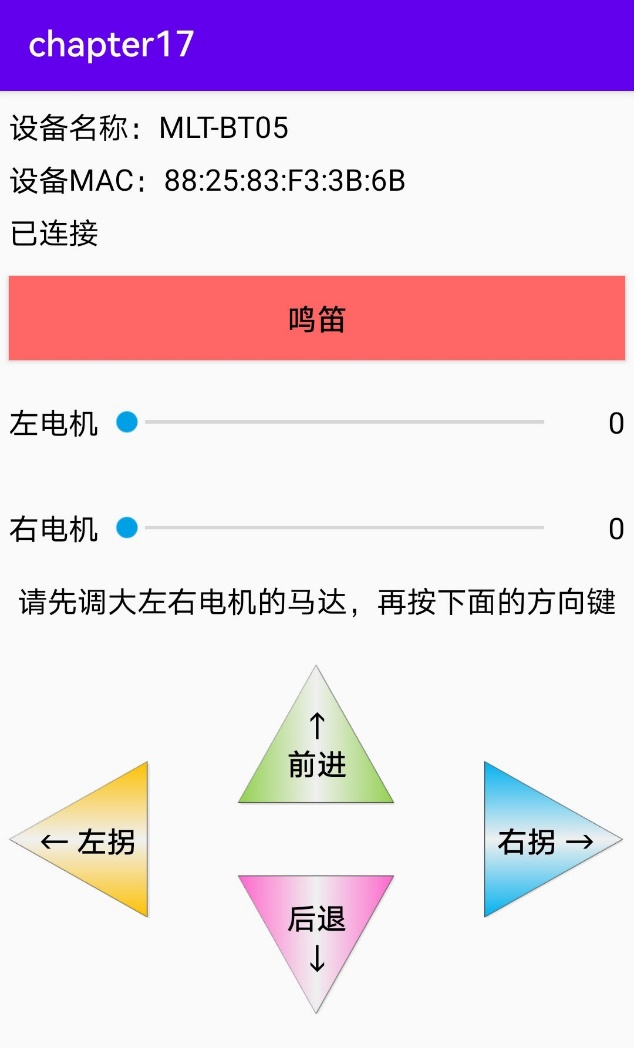 chapter17
设备名称：MLT-BT05
设备MAC：88:25:83:F3:3B:6B
已连接
鸣笛
左电机 0
右电机 0
请先调大左右电机的马达，再按下面的方向键
↑
前进
← 左拐
右拐 →
后退
↓